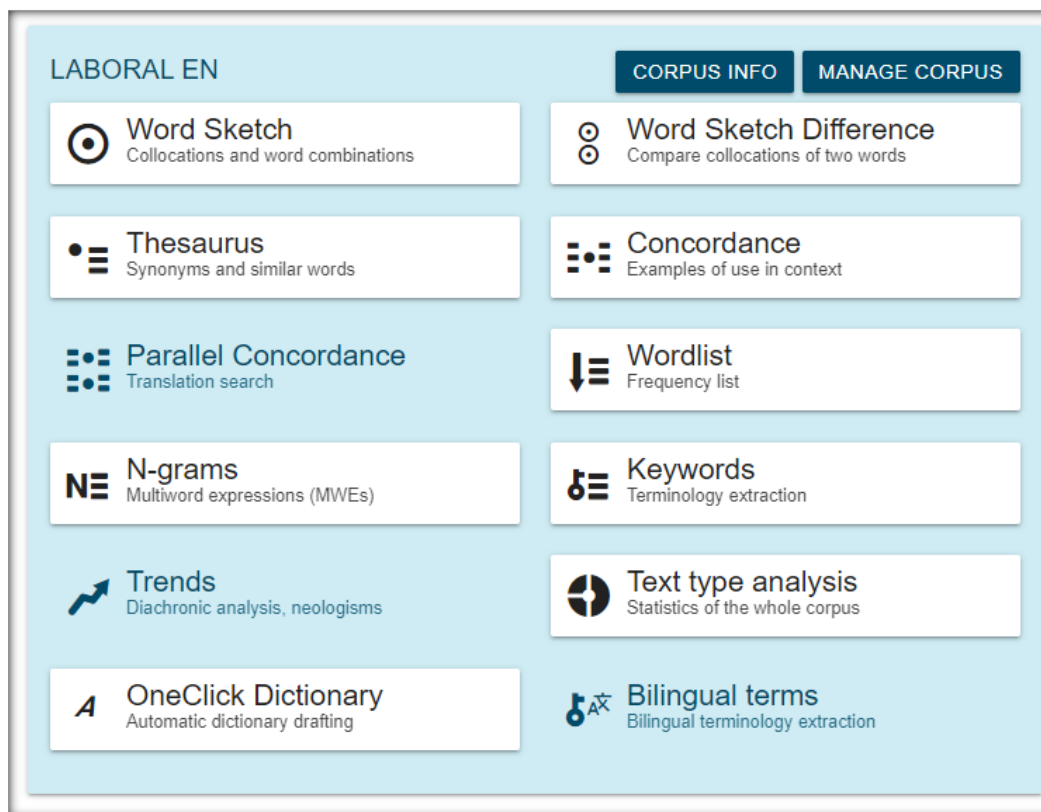 LABORAL EN
CORPUS INFO
MANAGE CORPUS
Word Sketch
Collocations and word combinations
Word Sketch Difference
Compare collocations of two words
Thesaurus
Synonyms and similar words
Concordance
Examples of use in context
Parallel Concordance
Translation search
Wordlist
Frequency list
N-grams
Multiword expressions (MWEs)
Keywords
Terminology extraction
Trends
Diachronic analysis, neologisms
Text type analysis
Statistics of the whole corpus
OneClick Dictionary
Automatic dictionary drafting
Bilingual terms
Bilingual terminology extraction